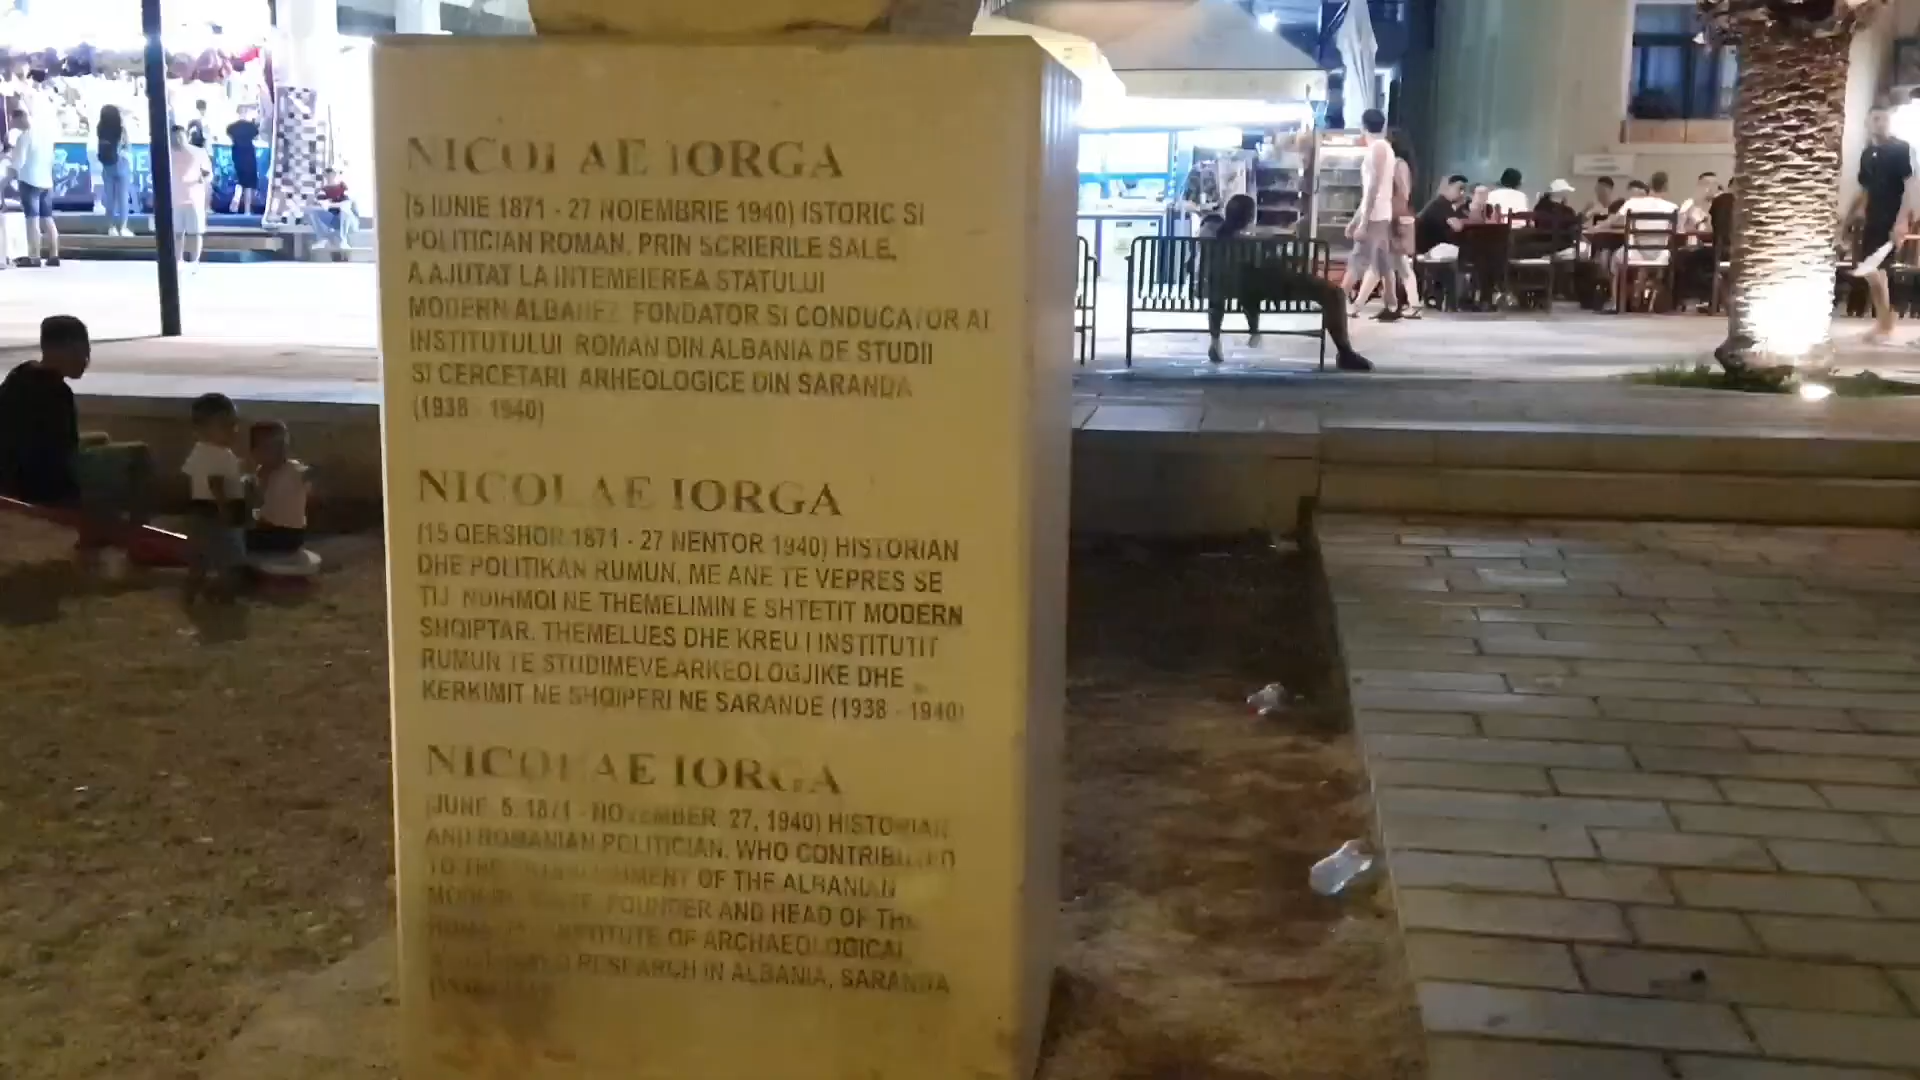 NICOLAE IORGA
(5 IUNIE 1871 - 27 NOIEMBRIE 1940) ISTORIC SI
POLITICIAN ROMAN. PRIN SCRIERILE SALE,
A AJUTAT LA INTEMEIEREA STATULUI
MODERN ALBANEZ. FONDATOR SI CONDUCATOR AL
INSTITUTULUI ROMAN DIN ALBANIA DE STUDII
SI CERCETARI ARHEOLOGICE DIN SARANDA
(1938 - 1940)
NICOLAE IORGA
(15 QERSHOR 1871 - 27 NENTOR 1940) HISTORIAN
DHE POLITIKAN RUMUN. ME ANE TE VEPRES SE
TIJ NDIHMOI NE THEMELIMIN E SHTETIT MODERN
SHQIPTAR. THEMELUES DHE KREU I INSTITUTIT
RUMUN TE STUDIMEVE ARKEOLOGJIKE DHE
KERKIMIT NE SHQIPERI NE SARANDE (1938 - 1940)
NICOLAE IORGA
(JUNE, 5, 1871 - NOVEMBER, 27, 1940) HISTORIAN
AND ROMANIAN POLITICIAN, WHO CONTRIBUTED
TO THE OF THE ALBANIAN
MODERN STATE. FOUNDER AND HEAD OF THE
INSTITUTE OF ARCHAEOLOGICAL
RESEARCH IN ALBANIA, SARANDA